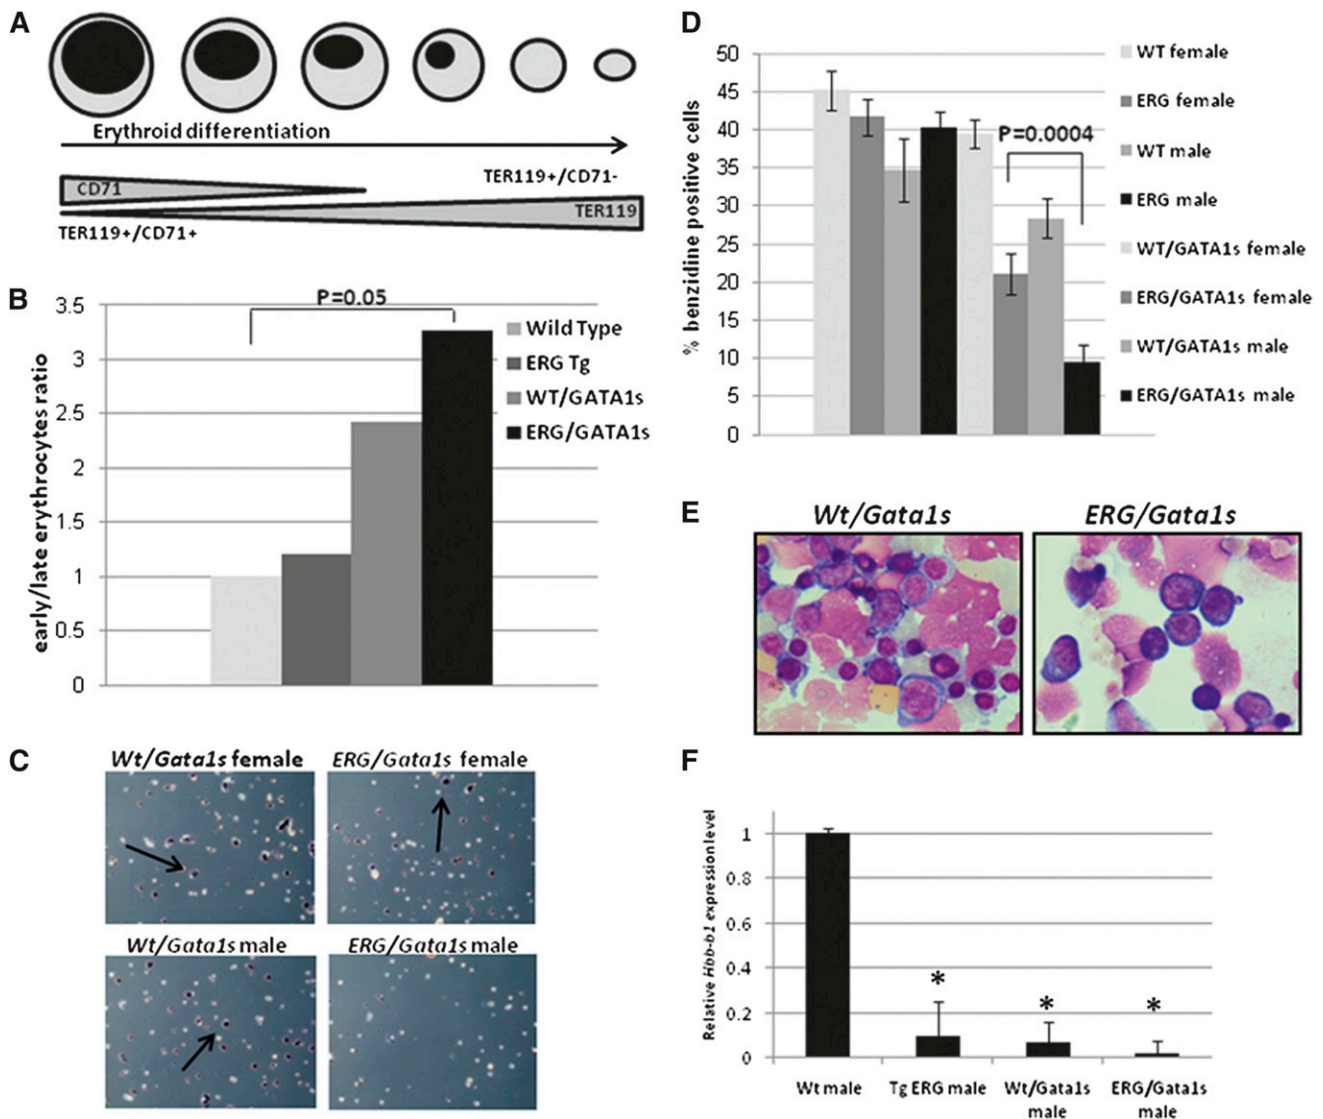 A
Erythroid differentiation
CD71
TER119+/CD71-
TER119
TER119+/CD71+
B
P=0.05
3.5
3
2.5
2
1.5
1
0.5
0
early/late erythrocytes ratio
Wild Type
ERG Tg
WT/GATA1s
ERG/GATA1s
C
Wt/Gata1s female
ERG/Gata1s female
Wt/Gata1s male
ERG/Gata1s male
D
50
45
40
35
30
25
20
15
10
5
0
% benzidine positive cells
P=0.0004
WT female
ERG female
WT male
ERG male
WT/GATA1s female
ERG/GATA1s female
WT/GATA1s male
ERG/GATA1s male
E
Wt/Gata1s
ERG/Gata1s
F
Relative Hbb-b1 expression level
1
0.8
0.6
0.4
0.2
0
*
*
*
Wt male
Tg ERG male
Wt/Gata1s
male
ERG/Gata1s
male